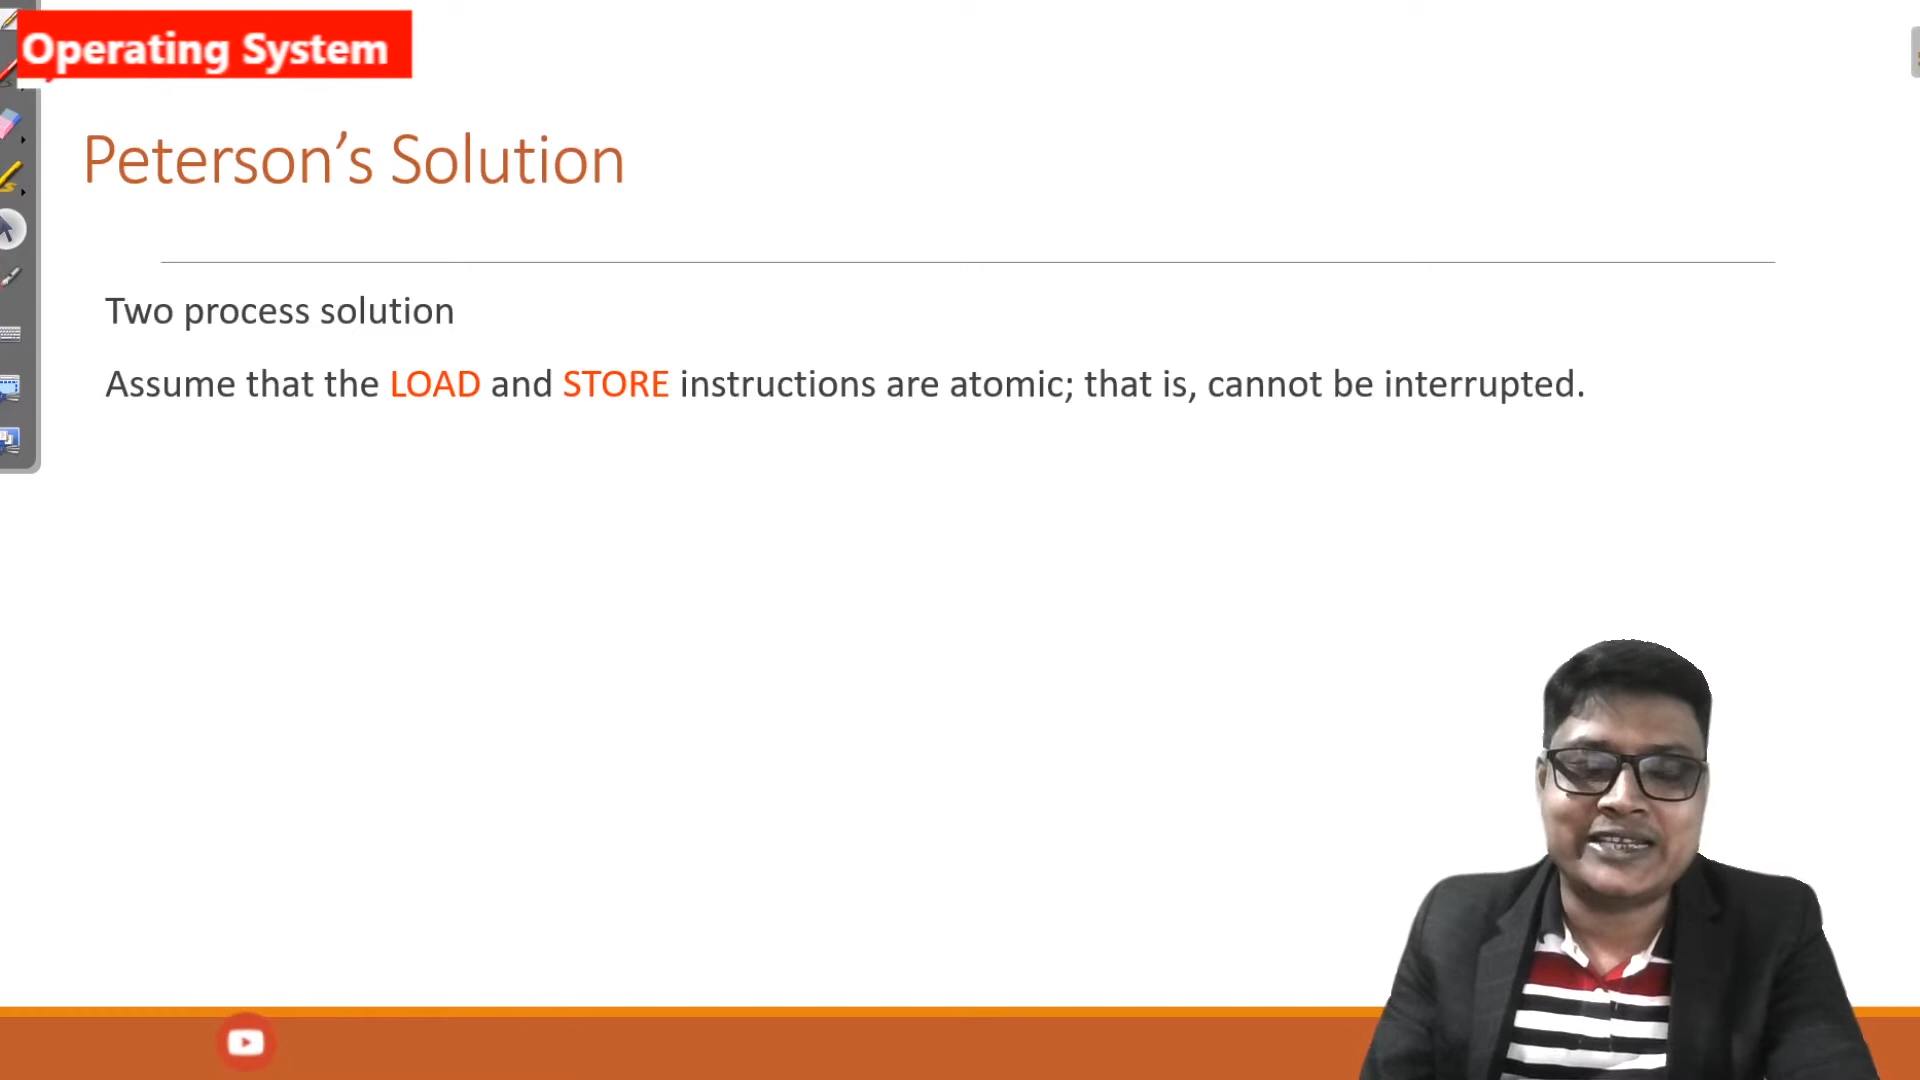 Operating System
Peterson’s Solution
Two process solution
Assume that the LOAD and STORE instructions are atomic; that is, cannot be interrupted.